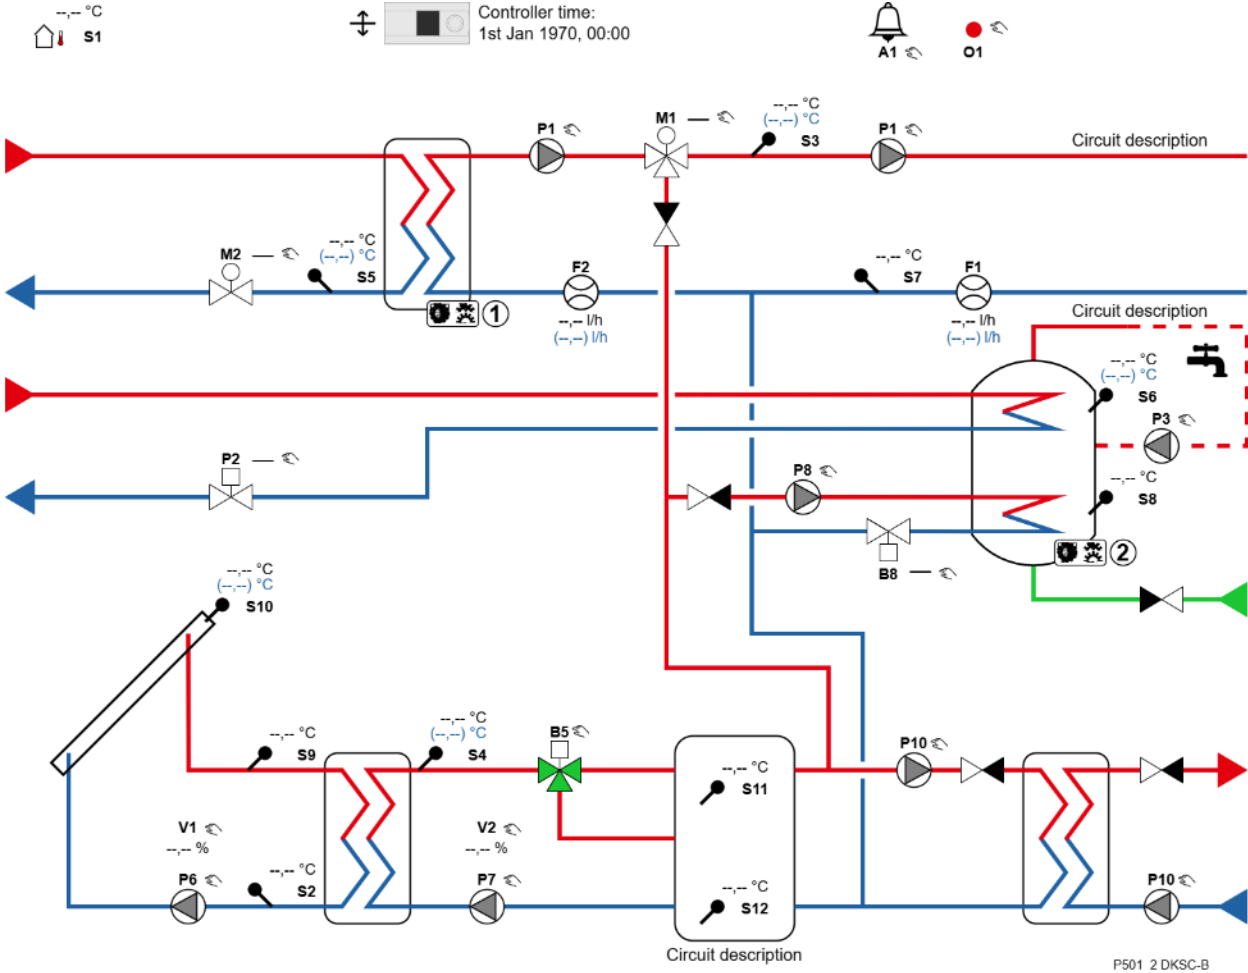 --,-- °C
S1
Controller time:
1st Jan 1970, 00:00
A1
O1
P1
M1
--,-- °C
(--,--) °C
S3
P1
Circuit description
M2
--,-- °C
(--,--) °C
S5
F2
--,-- l/h
(--,--) l/h
--,-- °C
S7
F1
--,-- l/h
(--,--) l/h
1
Circuit description
--,-- °C
(--,--) °C
S6
P3
P2
P8
--,-- °C
S8
B8
2
--,-- °C
(--,--) °C
S10
--,-- °C
S9
--,-- °C
(--,--) °C
S4
B5
P10
--,-- °C
S11
V1
--,-- %
P6
--,-- °C
S2
V2
--,-- %
P7
--,-- °C
S12
P10
Circuit description
P501_2 DKSC-B